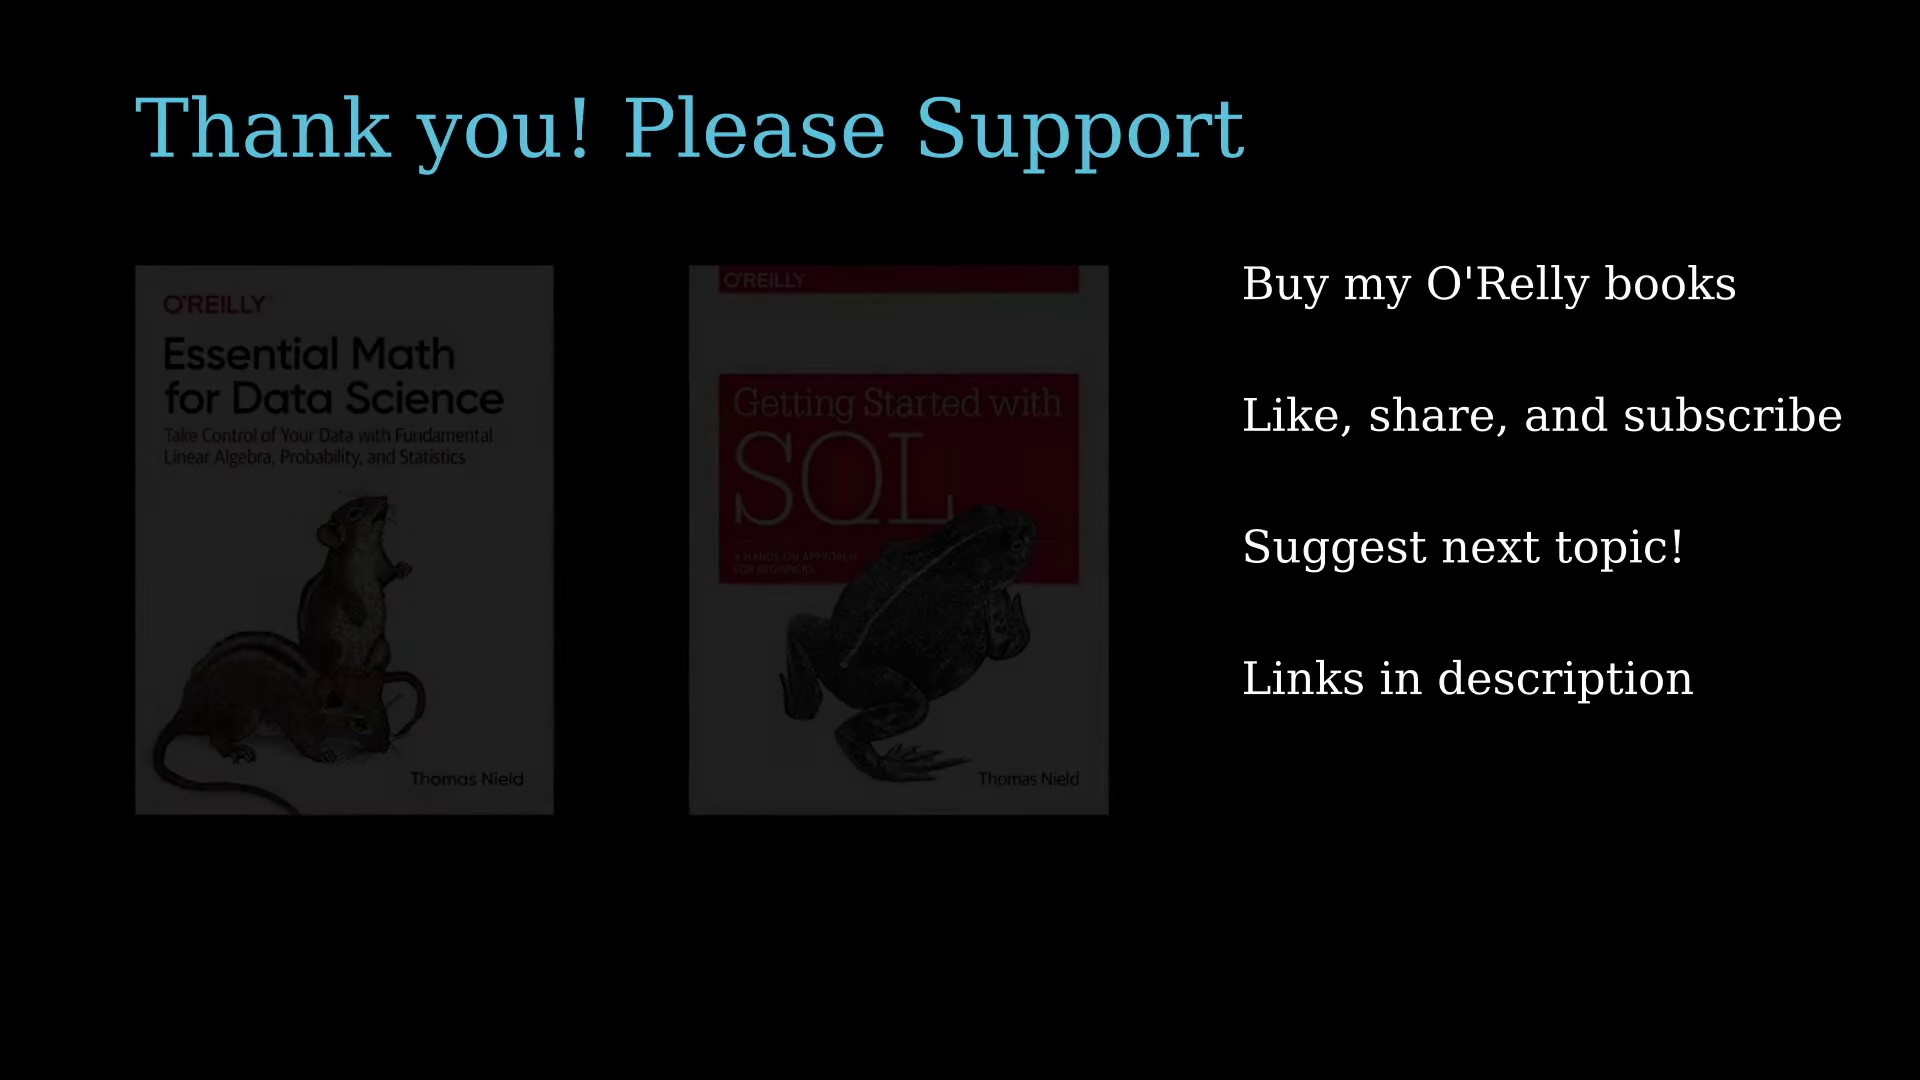 Thank you! Please Support
O'REILLY
Essential Math
for Data Science
Take Control of Your Data with Fundamental
Linear Algebra, Probability, and Statistics
Thomas Nield
O'REILLY
Getting Started with
SQL
A HANDS-ON APPROACH
FOR BEGINNERS
Thomas Nield
Buy my O'Relly books
Like, share, and subscribe
Suggest next topic!
Links in description